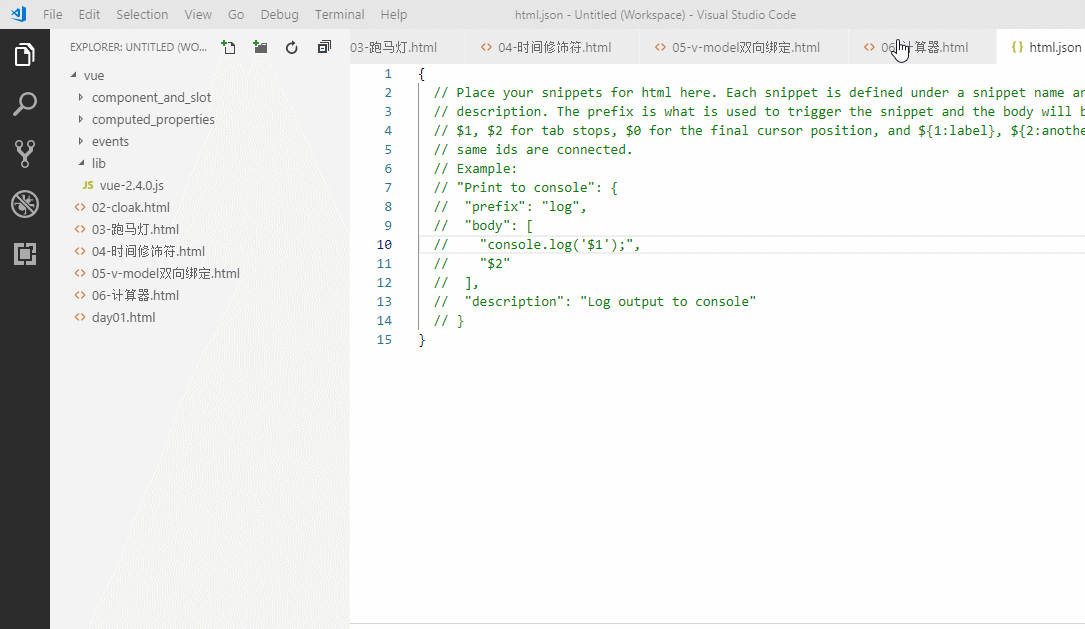 File Edit Selection View Go Debug Terminal Help html.json - Untitled (Workspace) - Visual Studio Code
EXPLORER: UNTITLED (WO...
vue
component_and_slot
computed_properties
events
lib
JS vue-2.4.0.js
<> 02-cloak.html
<> 03-跑马灯.html
<> 04-时间修饰符.html
<> 05-v-model双向绑定.html
<> 06-计算器.html
<> day01.html
03-跑马灯.html <> 04-时间修饰符.html <> 05-v-model双向绑定.html <> 06 计算器.html {} html.json
1 {
2 // Place your snippets for html here. Each snippet is defined under a snippet name an
3 // description. The prefix is what is used to trigger the snippet and the body will b
4 // $1, $2 for tab stops, $0 for the final cursor position, and ${1:label}, ${2:anothe
5 // same ids are connected.
6 // Example:
7 // "Print to console": {
8 // "prefix": "log",
9 // "body": [
10 // "console.log('$1');",
11 // "$2"
12 // ],
13 // "description": "Log output to console"
14 // }
15 }